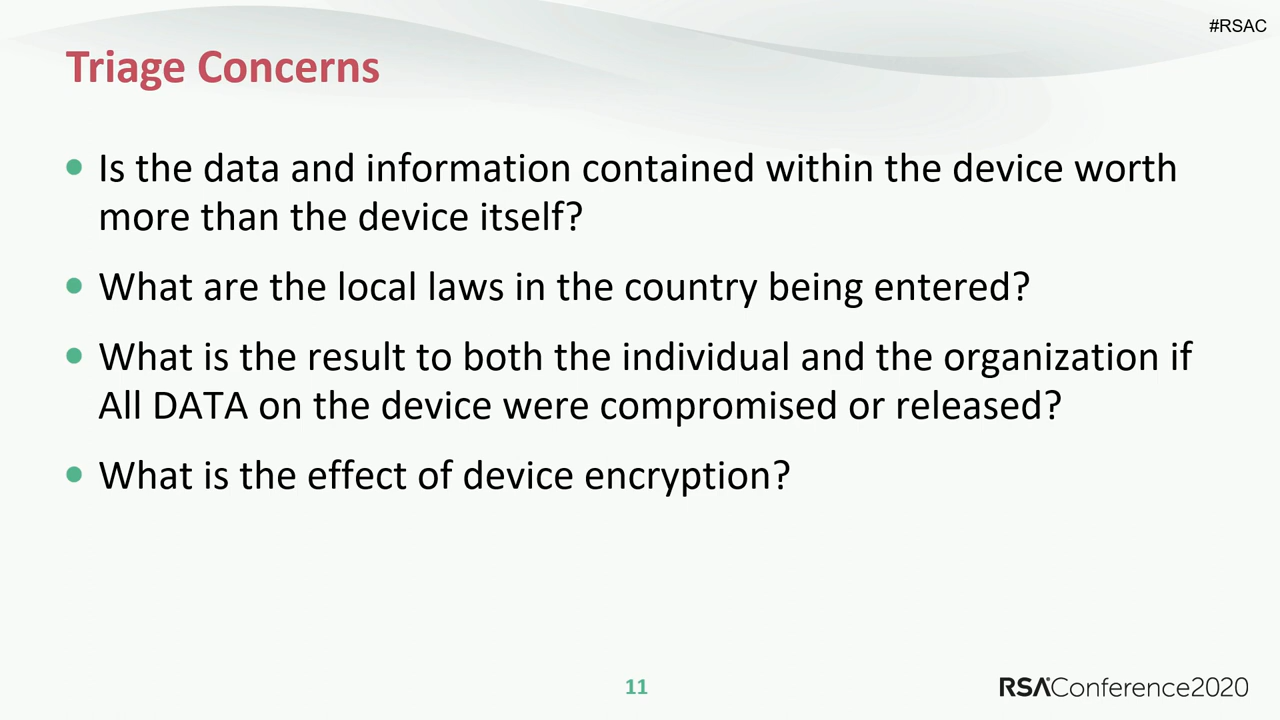 #RSAC
Triage Concerns
• Is the data and information contained within the device worth
more than the device itself?
• What are the local laws in the country being entered?
• What is the result to both the individual and the organization if
All DATA on the device were compromised or released?
• What is the effect of device encryption?
11
RSAConference2020